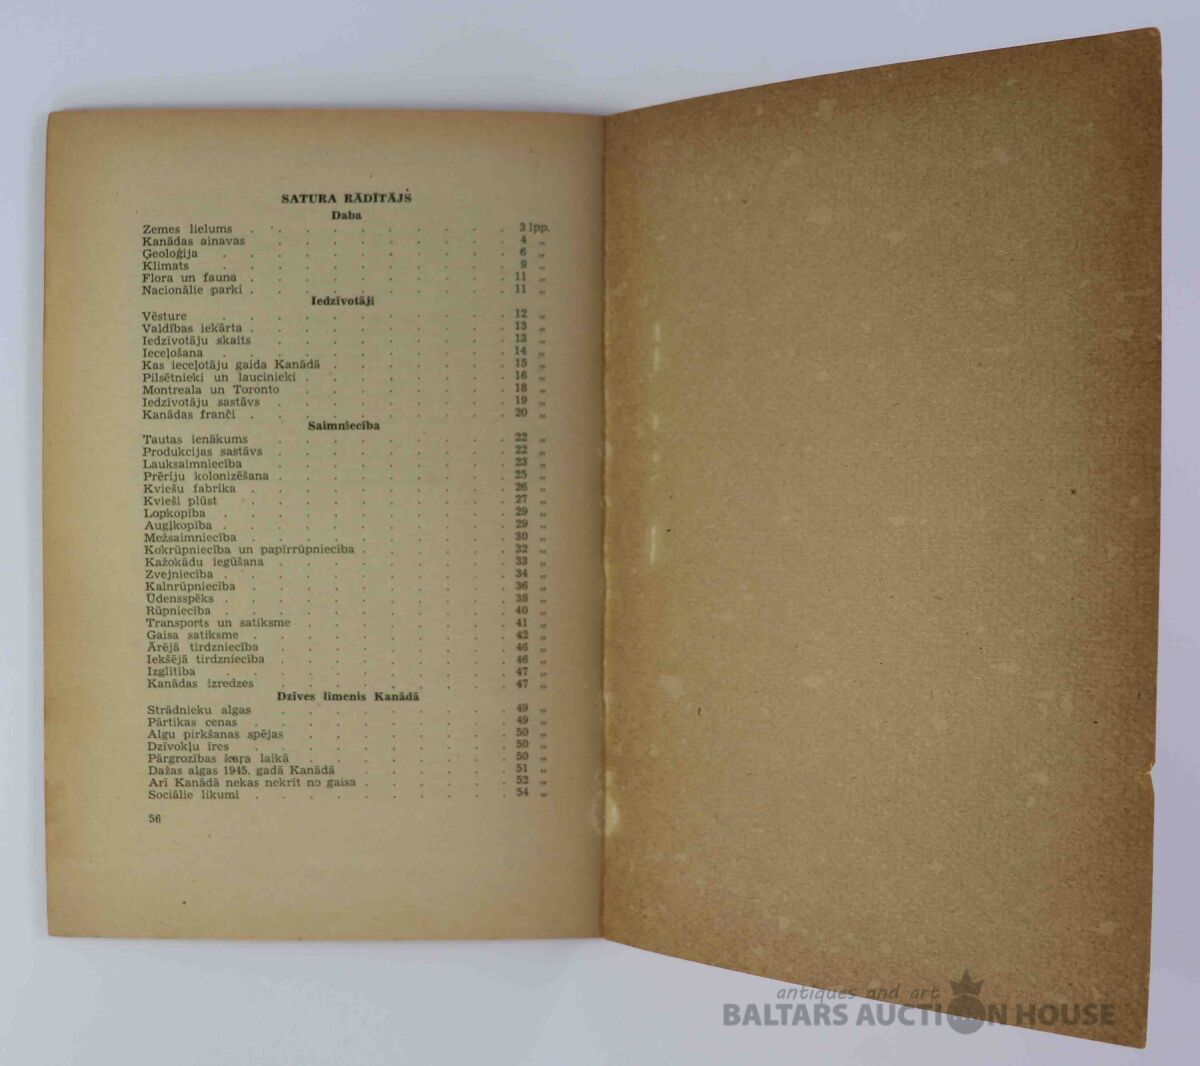 SATURA RĀDĪTĀJS
Daba
Zemes lielums . . . . . . . . . . 3 lpp.
Kanādas ainavas . . . . . . . . . 4 „
Ģeoloģija . . . . . . . . . . . 6 „
Klimats . . . . . . . . . . . 9 „
Flora un fauna . . . . . . . . . . 11 „
Nacionālie parki . . . . . . . . . . 11 „
Iedzīvotāji
Vēsture . . . . . . . . . . . 12 „
Valdības iekārta . . . . . . . . . . 13 „
Iedzīvotāju skaits . . . . . . . . . 13 „
Ieceļošana . . . . . . . . . . . 14 „
Kas ieceļotāju gaida Kanādā . . . . . . . 15 „
Pilsētnieki un laucinieki . . . . . . . . 16 „
Montreala un Toronto . . . . . . . . . 18 „
Iedzīvotāju sastāvs . . . . . . . . . 19 „
Kanādas franči . . . . . . . . . . 20 „
Saimniecība
Tautas ienākums . . . . . . . . . 22 „
Produkcijas sastāvs . . . . . . . . . 22 „
Lauksaimniecība . . . . . . . . . 23 „
Prēriju kolonizēšana . . . . . . . . . 25 „
Kviešu fabrika . . . . . . . . . . 26 „
Kvieši plūst . . . . . . . . . . 27 „
Lopkopība . . . . . . . . . . . 29 „
Augļkopība . . . . . . . . . . . 29 „
Mežsaimniecība . . . . . . . . . . 30 „
Kokrūpniecība un papīrrūpniecība . . . . . . 32 „
Kažokādu iegūšana . . . . . . . . . 33 „
Zvejniecība . . . . . . . . . . . 34 „
Kalnrūpniecība . . . . . . . . . . 36 „
Ūdensspēks . . . . . . . . . . . 38 „
Rūpniecība . . . . . . . . . . . 40 „
Transports un satiksme . . . . . . . . 41 „
Gaisa satiksme . . . . . . . . . . 42 „
Ārējā tirdzniecība . . . . . . . . . 46 „
Iekšējā tirdzniecība . . . . . . . . . 46 „
Izglītība . . . . . . . . . . . 47 „
Kanādas izredzes . . . . . . . . . 47 „
Dzīves līmenis Kanādā
Strādnieku algas . . . . . . . . . 49 „
Pārtikas cenas . . . . . . . . . . 49 „
Algu pirkšanas spējas . . . . . . . . 50 „
Dzīvokļu īres . . . . . . . . . . 50 „
Pārgrozības kara laikā . . . . . . . . 50 „
Dažas algas 1945. gadā Kanādā . . . . . . 51 „
Arī Kanādā nekas nekrīt no gaisa . . . . . . 52 „
Sociālie likumi . . . . . . . . . . 54 „
56
antiques and art
BALTARS AUCTION HOUSE